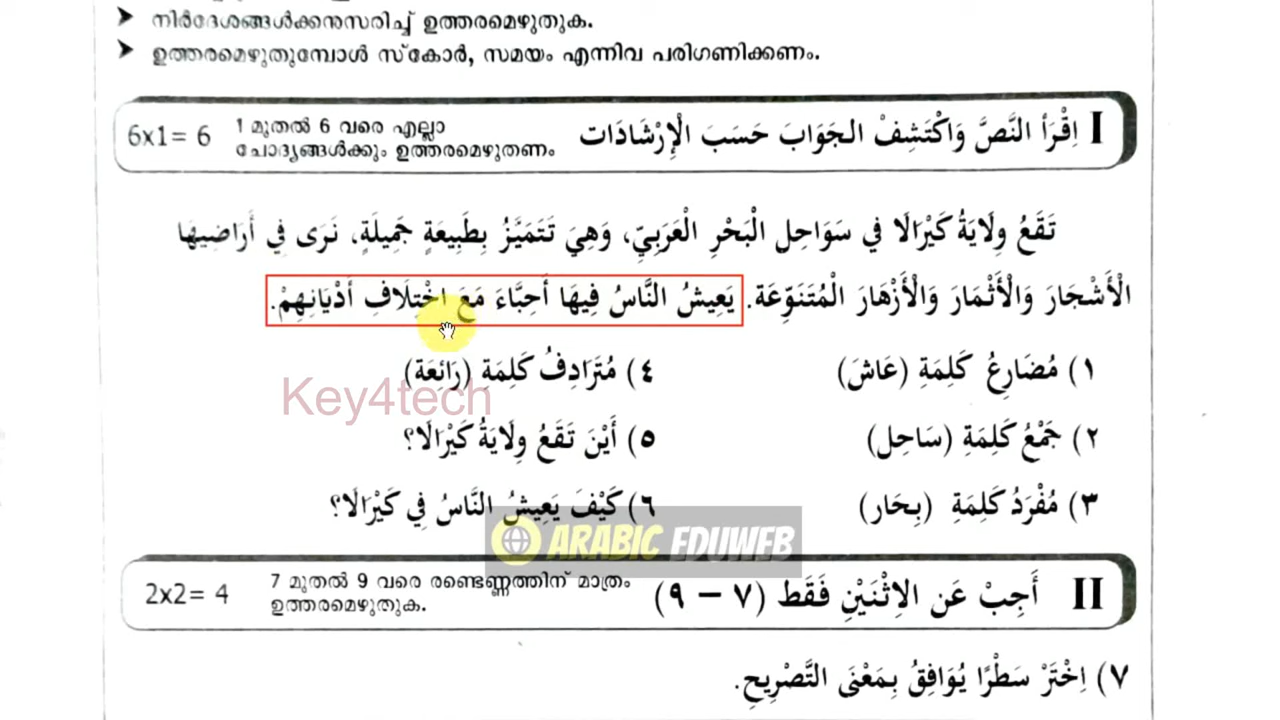 ➤ നിർദേശങ്ങൾക്കനുസരിച്ച് ഉത്തരമെഴുതുക.
➤ ഉത്തരമെഴുതുമ്പോൾ സ്കോർ, സമയം എന്നിവ പരിഗണിക്കണം.
I اِقْرَأ النَّصَّ وَاكْتَشِفْ الجَوَابَ حَسَبَ الْإِرْشَادَات
1 മുതൽ 6 വരെ എല്ലാ
ചോദ്യങ്ങൾക്കും ഉത്തരമെഴുതണം
6x1= 6
تَقَعُ وِلَايَةُ كَيْرَالَا فِي سَوَاحِلِ الْبَحْرِ الْعَرَبِيِّ، وَهِيَ تَتَمَيَّزُ بِطَبِيعَةٍ جَمِيلَةٍ، نَرَى فِي أَرَاضِيهَا
الْأَشْجَارَ وَالْأَثْمَارَ وَالْأَزْهَارَ الْمُتَنَوِّعَة. يَعِيشُ النَّاسُ فِيهَا أَحِبَّاءَ مَعَ اخْتِلَافِ أَدْيَانِهِمْ.
١) مُضَارِعُ كَلِمَةِ (عَاشَ)
٤) مُتَرَادِفُ كَلِمَةِ (رَائِعَة)
Key4tech
٢) جَمْعُ كَلِمَةِ (سَاحِل)
٥) أَيْنَ تَقَعُ وِلَايَةُ كَيْرَالَا؟
٣) مُفْرَدُ كَلِمَةِ (بِحَار)
٦) كَيْفَ يَعِيشُ النَّاسُ فِي كَيْرَالَا؟
ARABIC EDUWEB
II أَجِبْ عَن الِاثْنَيْنِ فَقَط (٧ – ٩)
7 മുതൽ 9 വരെ രണ്ടെണ്ണത്തിന് മാത്രം
ഉത്തരമെഴുതുക.
2x2= 4
٧) اِخْتَرْ سَطْرًا يُوَافِقُ بِمَعْنَى التَّصْرِيحِ.